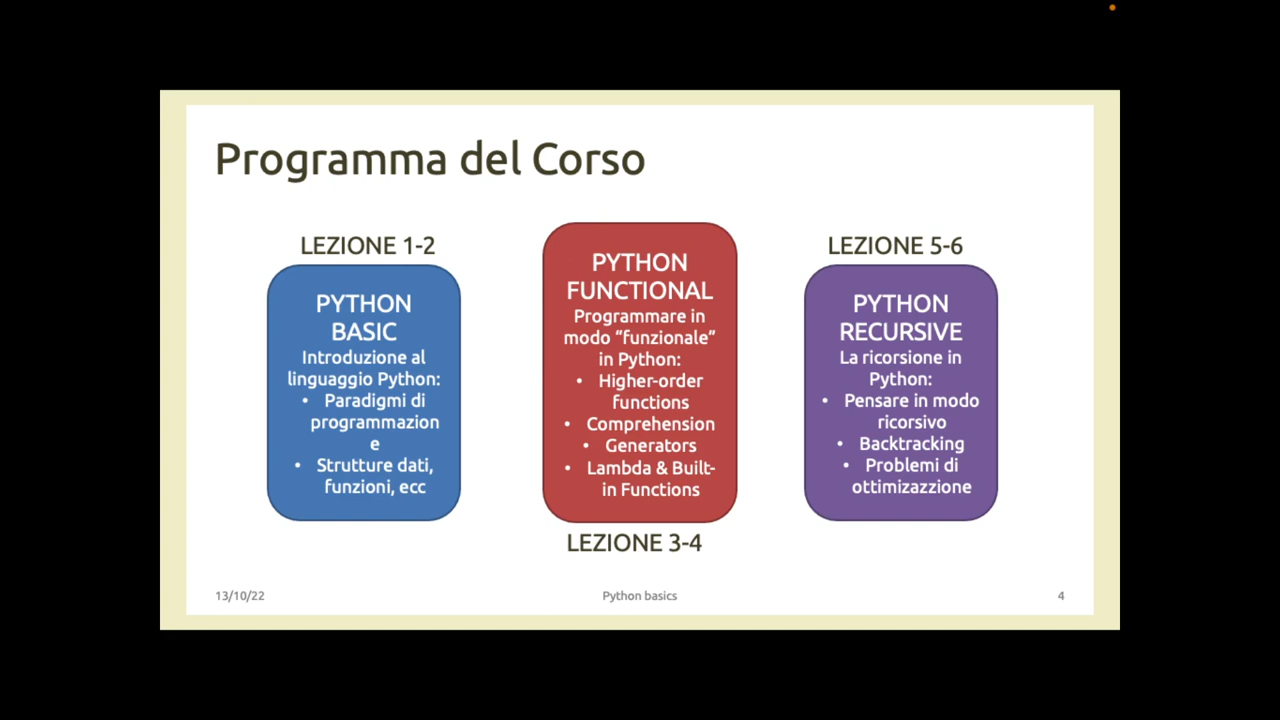 Programma del Corso
LEZIONE 1-2
PYTHON
BASIC
Introduzione al
linguaggio Python:
• Paradigmi di
programmazion
e
• Strutture dati,
funzioni, ecc
PYTHON
FUNCTIONAL
Programmare in
modo “funzionale”
in Python:
• Higher-order
functions
• Comprehension
• Generators
• Lambda & Built-
in Functions
LEZIONE 3-4
LEZIONE 5-6
PYTHON
RECURSIVE
La ricorsione in
Python:
• Pensare in modo
ricorsivo
• Backtracking
• Problemi di
ottimizazzione
13/10/22
Python basics
4